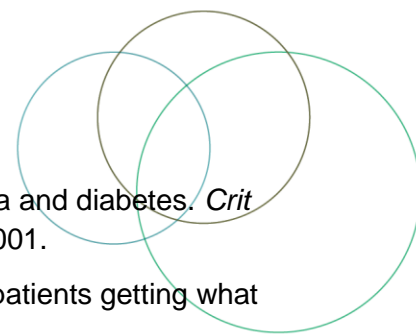 a and diabetes. Crit
001.
patients getting what